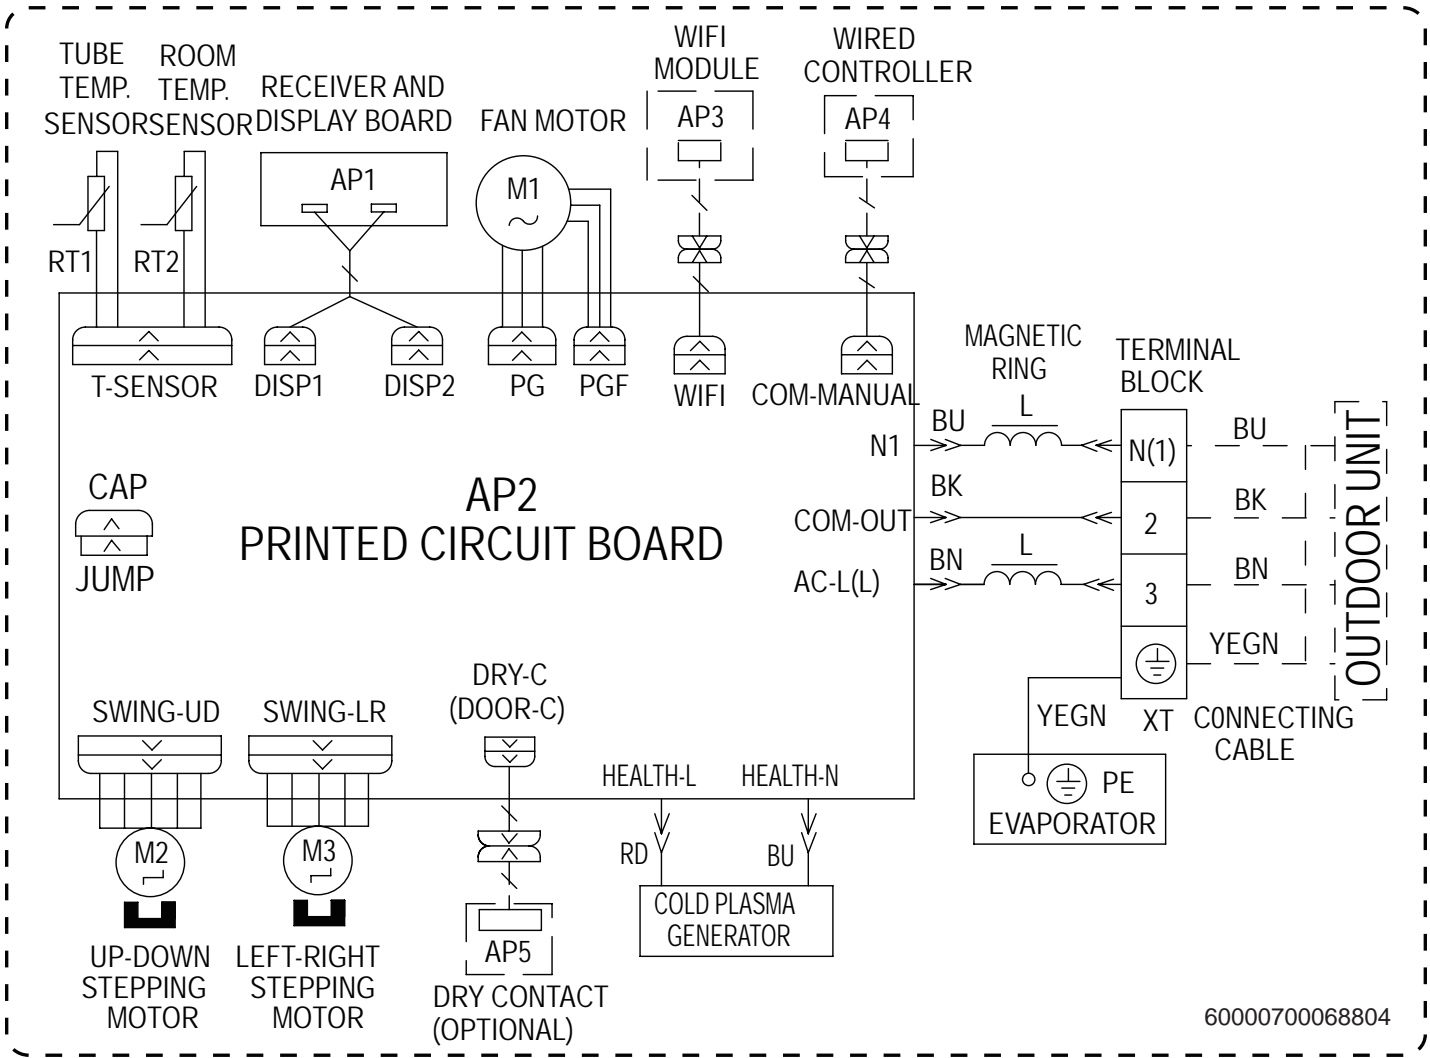 TUBE
TEMP.
SENSOR
ROOM
TEMP.
SENSOR
RECEIVER AND
DISPLAY BOARD
FAN MOTOR
WIFI
MODULE
WIRED
CONTROLLER
AP1
M1
AP3
AP4
RT1
RT2
T-SENSOR
DISP1
DISP2
PG
PGF
WIFI
COM-MANUAL
MAGNETIC
RING
TERMINAL
BLOCK
N1
BU
L
N(1)
BU
CAP
JUMP
AP2
PRINTED CIRCUIT BOARD
COM-OUT
BK
2
BK
AC-L(L)
BN
L
3
BN
YEGN
OUTDOOR UNIT
YEGN
XT
C0NNECTING
CABLE
PE
EVAPORATOR
SWING-UD
SWING-LR
DRY-C
(DOOR-C)
HEALTH-L
HEALTH-N
M2
M3
RD
BU
COLD PLASMA
GENERATOR
AP5
UP-DOWN
STEPPING
MOTOR
LEFT-RIGHT
STEPPING
MOTOR
DRY CONTACT
(OPTIONAL)
60000700068804